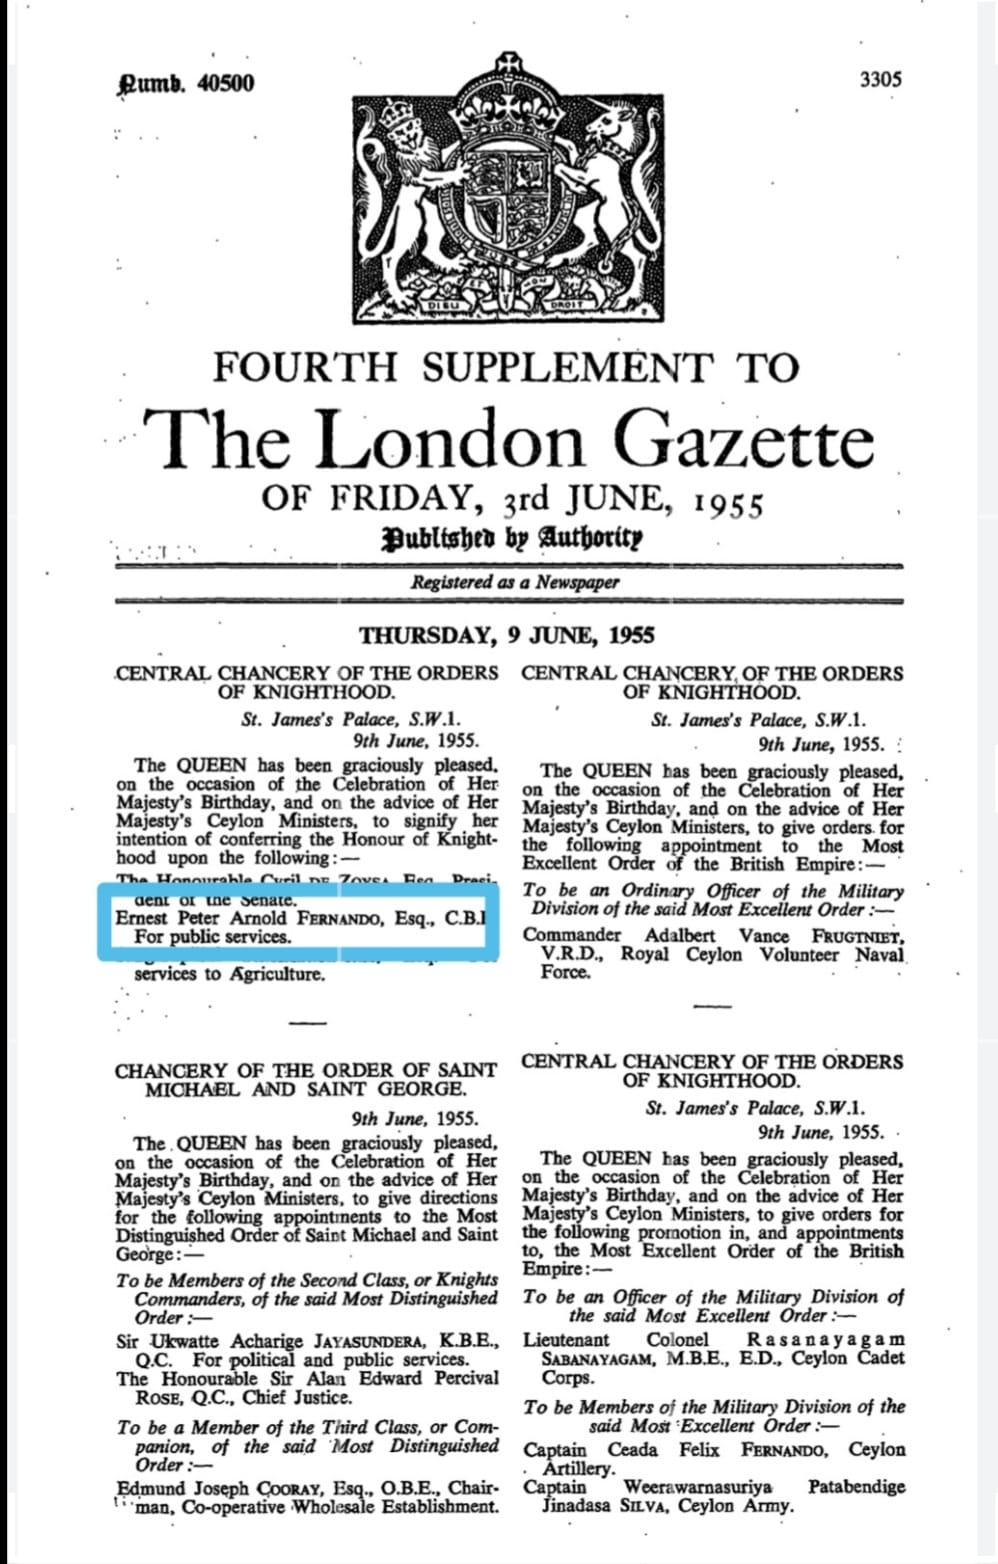 Numb. 40500
3305
DIEU ET MON DROIT
FOURTH SUPPLEMENT TO
The London Gazette
OF FRIDAY, 3rd JUNE, 1955
Published by Authority
Registered as a Newspaper
THURSDAY, 9 JUNE, 1955
CENTRAL CHANCERY OF THE ORDERS
OF KNIGHTHOOD.
St. James's Palace, S.W.1.
9th June, 1955.
The QUEEN has been graciously pleased,
on the occasion of the Celebration of Her
Majesty's Birthday, and on the advice of Her
Majesty's Ceylon Ministers, to signify her
intention of conferring the Honour of Knight-
hood upon the following:—
The Honourable Cyril DE ZOYSA, Esq., Presi-
dent of the Senate.
Ernest Peter Arnold FERNANDO, Esq., C.B.
For public services.
services to Agriculture.
CHANCERY OF THE ORDER OF SAINT
MICHAEL AND SAINT GEORGE.
9th June, 1955.
The QUEEN has been graciously pleased,
on the occasion of the Celebration of Her
Majesty's Birthday, and on the advice of Her
Majesty's Ceylon Ministers, to give directions
for the following appointments to the Most
Distinguished Order of Saint Michael and Saint
George:—
To be Members of the Second Class, or Knights
Commanders, of the said Most Distinguished
Order:—
Sir Ukwatte Acharige JAYASUNDERA, K.B.E.,
Q.C. For political and public services.
The Honourable Sir Alan Edward Percival
ROSE, Q.C., Chief Justice.
To be a Member of the Third Class, or Com-
panion, of the said Most Distinguished
Order:—
Edmund Joseph COORAY, Esq., O.B.E., Chair-
man, Co-operative Wholesale Establishment.
CENTRAL CHANCERY OF THE ORDERS
OF KNIGHTHOOD.
St. James's Palace, S.W.1.
9th June, 1955.
The QUEEN has been graciously pleased,
on the occasion of the Celebration of Her
Majesty's Birthday, and on the advice of Her
Majesty's Ceylon Ministers, to give orders for
the following appointment to the Most
Excellent Order of the British Empire:—
To be an Ordinary Officer of the Military
Division of the said Most Excellent Order:—
Commander Adalbert Vance FRUGTNIET,
V.R.D., Royal Ceylon Volunteer Naval
Force.
CENTRAL CHANCERY OF THE ORDERS
OF KNIGHTHOOD.
St. James's Palace, S.W.1.
9th June, 1955.
The QUEEN has been graciously pleased,
on the occasion of the Celebration of Her
Majesty's Birthday, and on the advice of Her
Majesty's Ceylon Ministers, to give orders for
the following promotion in, and appointments
to, the Most Excellent Order of the British
Empire:—
To be an Officer of the Military Division of
the said Most Excellent Order:—
Lieutenant Colonel Rasanayagam
SABANAYAGAM, M.B.E., E.D., Ceylon Cadet
Corps.
To be Members of the Military Division of the
said Most Excellent Order:—
Captain Ceada Felix FERNANDO, Ceylon
Artillery.
Captain Weerawarnasuriya Patabendige
Jinadasa SILVA, Ceylon Army.